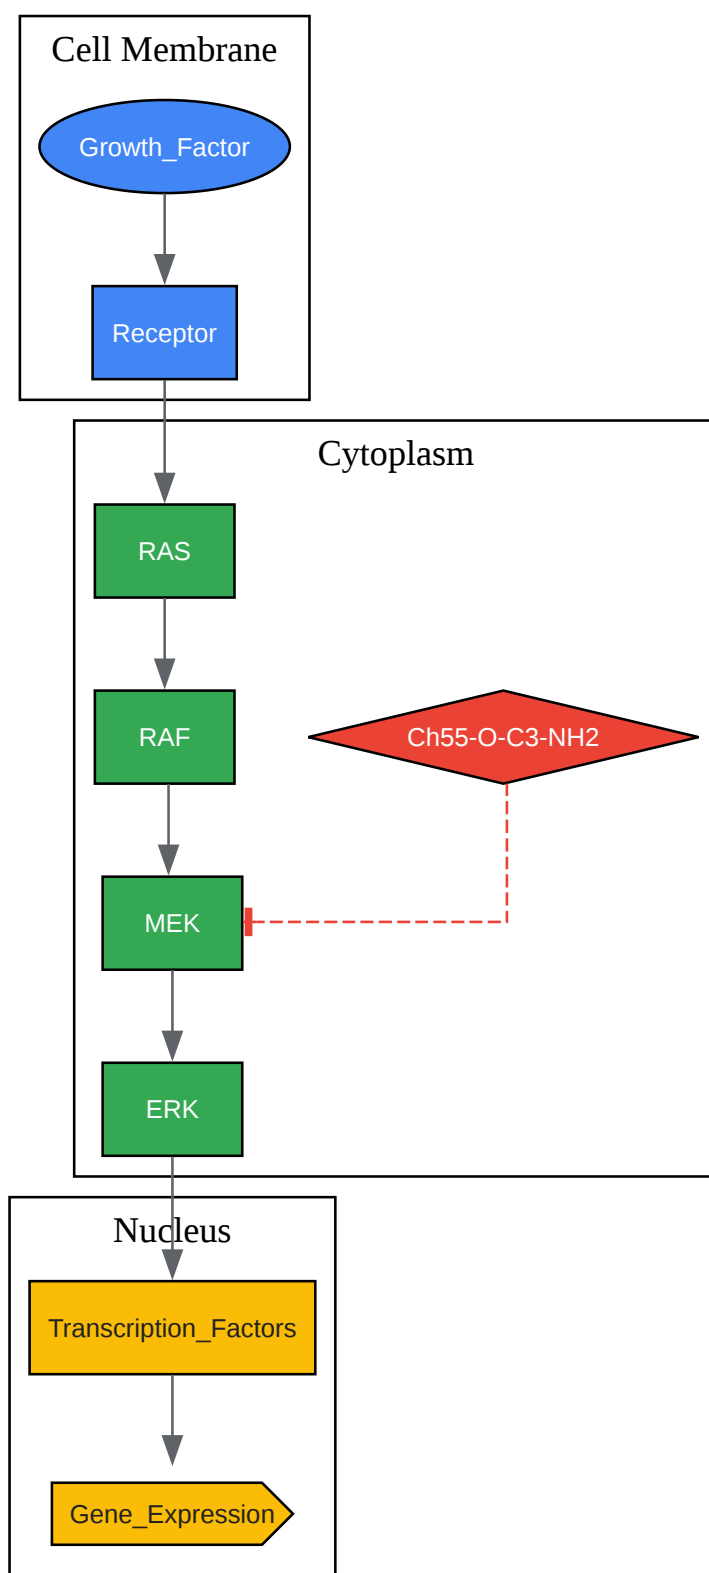 Cell Membrane
Growth_Factor
Receptor
Cytoplasm
RAS
RAF
Ch55-O-C3-NH2
MEK
ERK
Nucleus
Transcription_Factors
Gene_Expression